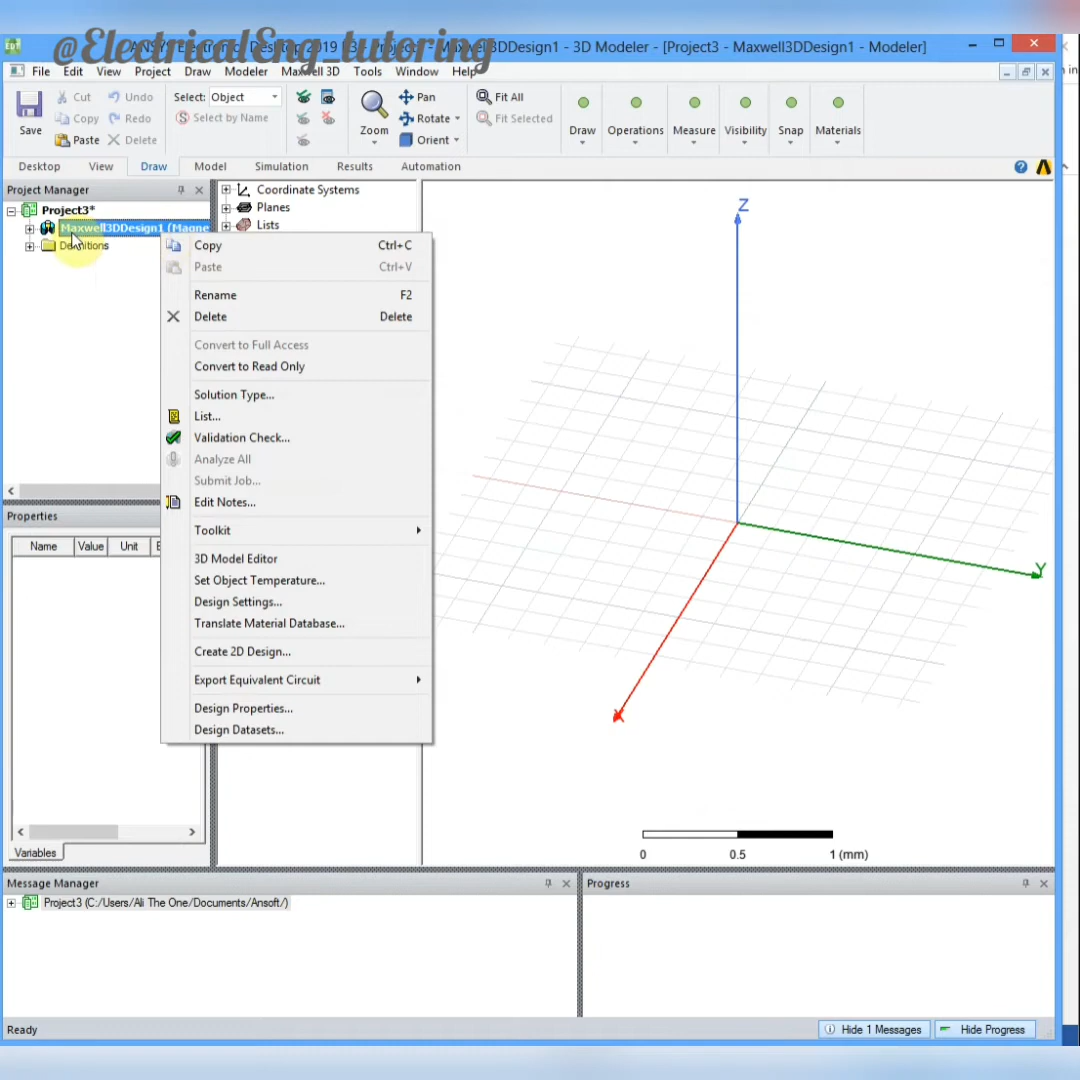 @ElectricalEng_tutoring
Maxwell3DDesign1 - 3D Modeler - [Project3 - Maxwell3DDesign1 - Modeler]
File Edit View Project Draw Modeler Maxwell 3D Tools Window Help
Save
Cut
Copy
Paste
Undo
Redo
Delete
Select: Object
Select by Name
Zoom
Pan
Rotate
Orient
Fit All
Fit Selected
Draw
Operations
Measure
Visibility
Snap
Materials
Desktop View Draw Model Simulation Results Automation
Project Manager
Project3*
Maxwell3DDesign1 (Magne
Definitions
Coordinate Systems
Planes
Lists
Copy Ctrl+C
Paste Ctrl+V
Rename F2
Delete Delete
Convert to Full Access
Convert to Read Only
Solution Type...
List...
Validation Check...
Analyze All
Submit Job...
Edit Notes...
Toolkit
3D Model Editor
Set Object Temperature...
Design Settings...
Translate Material Database...
Create 2D Design...
Export Equivalent Circuit
Design Properties...
Design Datasets...
Properties
Name Value Unit
Variables
Z
Y
X
0 0.5 1 (mm)
Message Manager
Project3 (C:/Users/Ali The One/Documents/Ansoft/)
Progress
Ready
Hide 1 Messages
Hide Progress